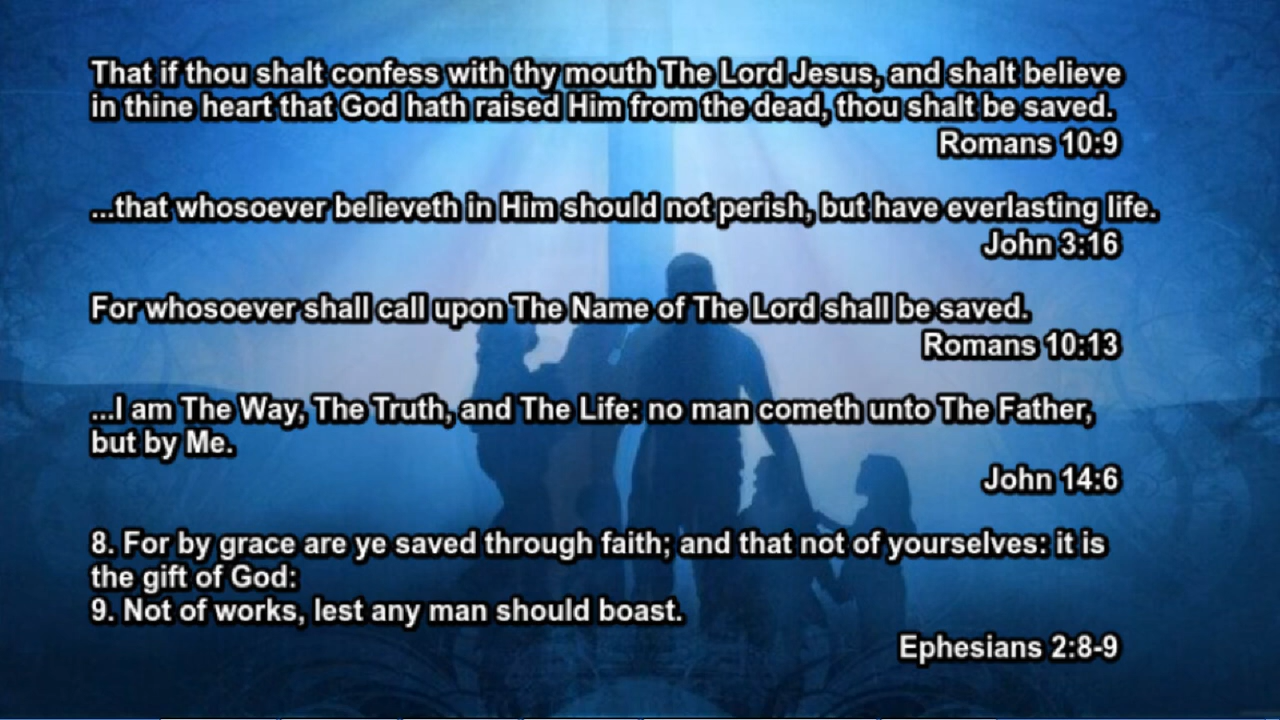 That if thou shalt confess with thy mouth The Lord Jesus, and shalt believe
in thine heart that God hath raised Him from the dead, thou shalt be saved.
Romans 10:9
...that whosoever believeth in Him should not perish, but have everlasting life.
John 3:16
For whosoever shall call upon The Name of The Lord shall be saved.
Romans 10:13
...I am The Way, The Truth, and The Life: no man cometh unto The Father,
but by Me.
John 14:6
8. For by grace are ye saved through faith; and that not of yourselves: it is
the gift of God:
9. Not of works, lest any man should boast.
Ephesians 2:8-9